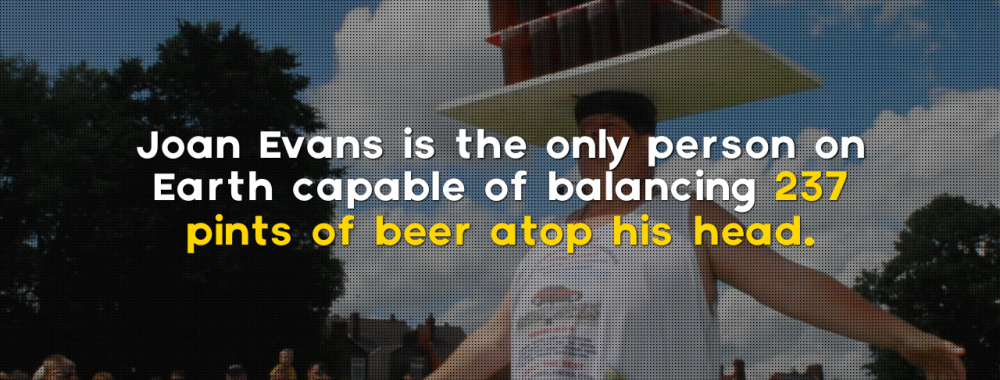 Joan Evans is the only person on
Earth capable of balancing 237
pints of beer atop his head.